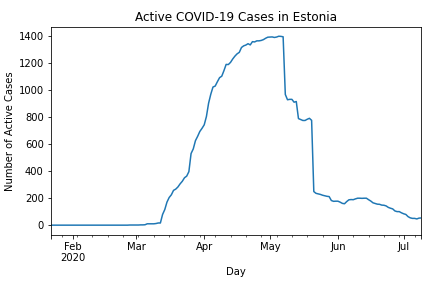 Active COVID-19 Cases in Estonia
Number of Active Cases
1400
1200
1000
800
600
400
200
0
Feb Mar Apr May Jun Jul
2020
Day